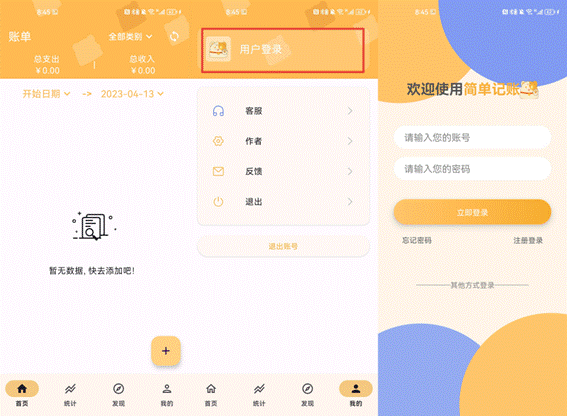 8:45
账单
全部类别
总支出
¥0.00
总收入
¥0.00
开始日期
->
2023-04-13
暂无数据, 快去添加吧!
+
首页
统计
发现
我的
8:45
用户登录
客服
作者
反馈
退出
退出账号
首页
统计
发现
我的
8:45
欢迎使用简单记账
请输入您的账号
请输入您的密码
立即登录
忘记密码
注册登录
其他方式登录